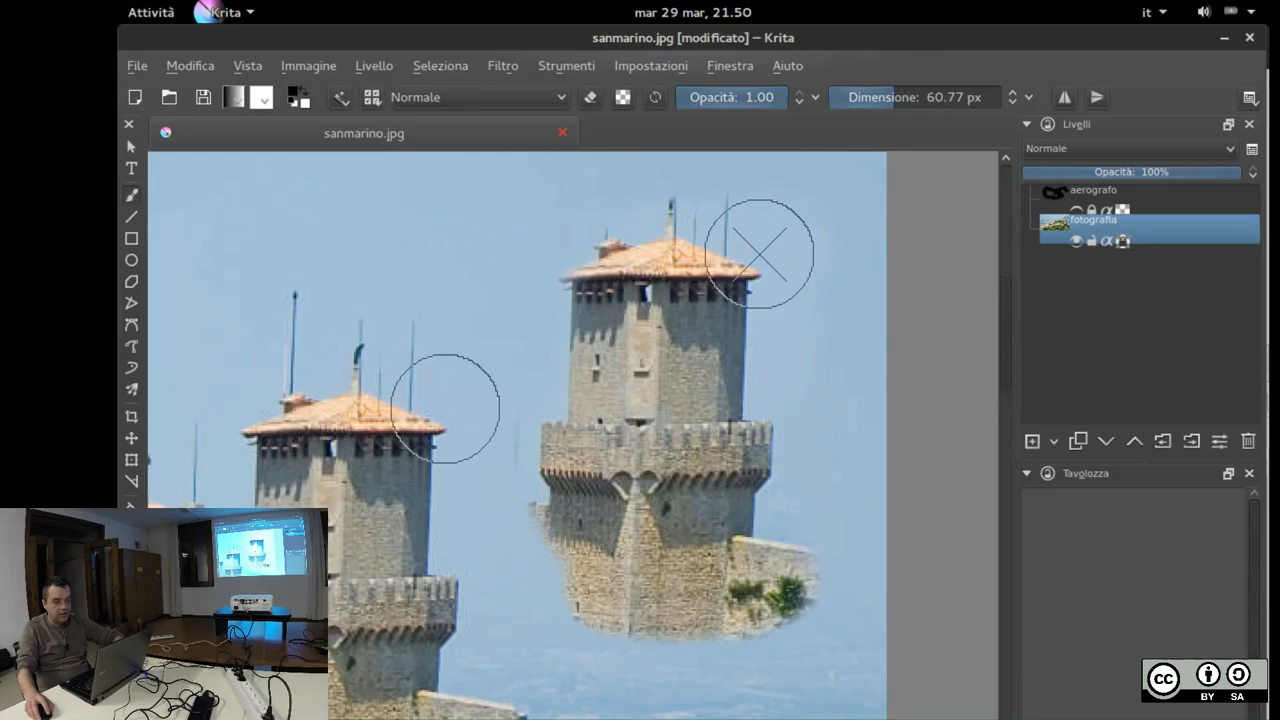 Attività
Krita
mar 29 mar, 21.50
it
sanmarino.jpg [modificato] – Krita
File
Modifica
Vista
Immagine
Livello
Seleziona
Filtro
Strumenti
Impostazioni
Finestra
Aiuto
Normale
Opacità: 1.00
Dimensione: 60.77 px
sanmarino.jpg
Livelli
Normale
Opacità: 100%
aerografo
fotografia
Tavolozza
cc
BY SA